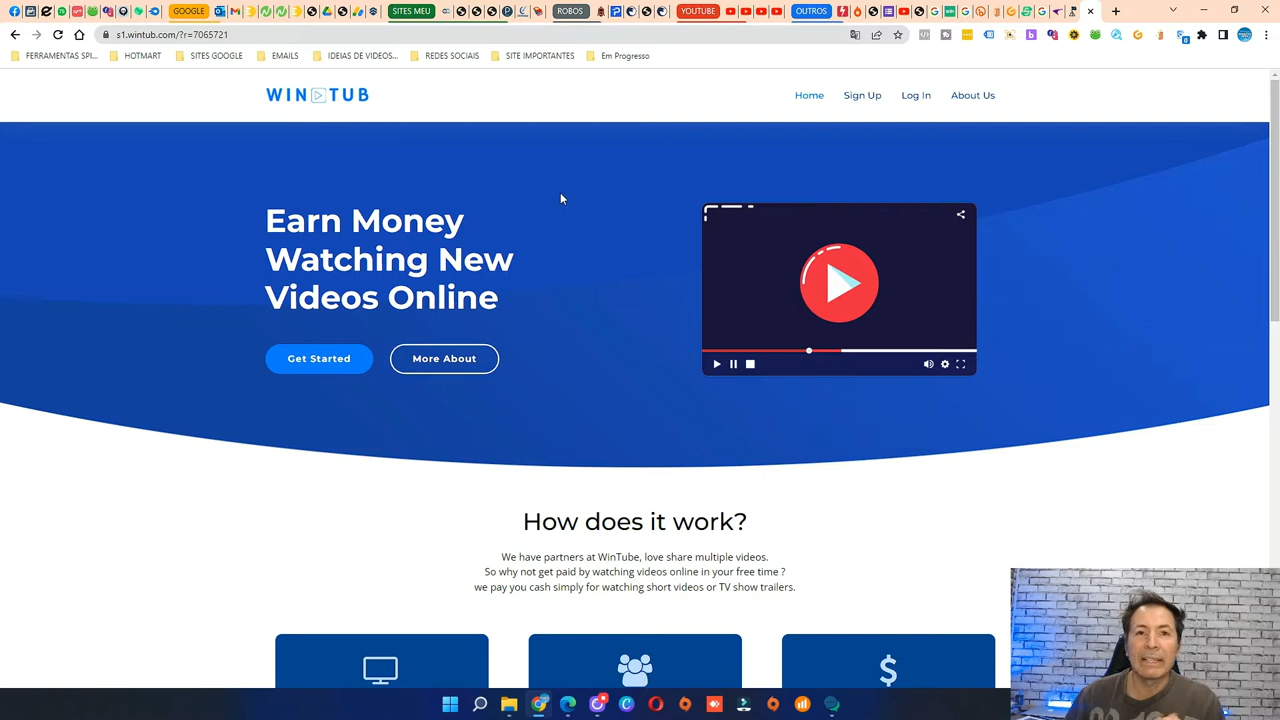 GOOGLE
SITES MEU
ROBOS
YOUTUBE
OUTROS
s1.wintub.com/?r=7065721
FERRAMENTAS SPI...
HOTMART
SITES GOOGLE
EMAILS
IDEIAS DE VIDEOS...
REDES SOCIAIS
SITE IMPORTANTES
Em Progresso
WIN TUB
Home
Sign Up
Log In
About Us
Earn Money
Watching New
Videos Online
Get Started
More About
How does it work?
We have partners at WinTube, love share multiple videos.
So why not get paid by watching videos online in your free time ?
we pay you cash simply for watching short videos or TV show trailers.
$